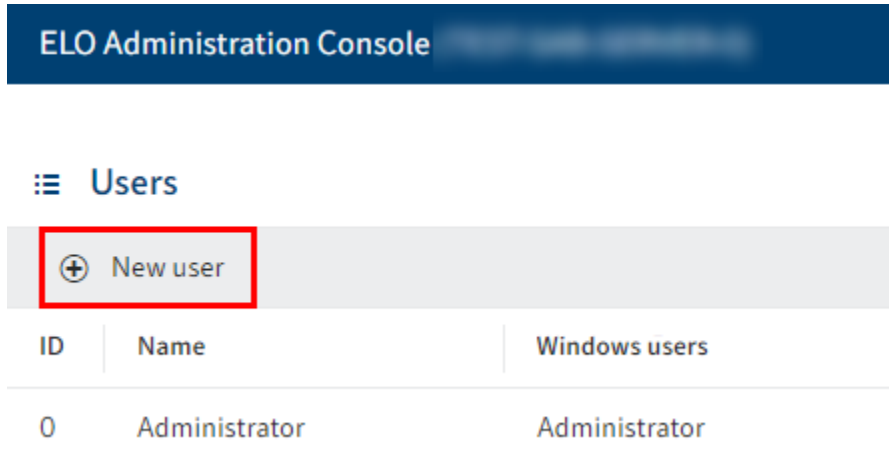 ELO Administration Console
Users
New user
ID Name Windows users
0 Administrator Administrator